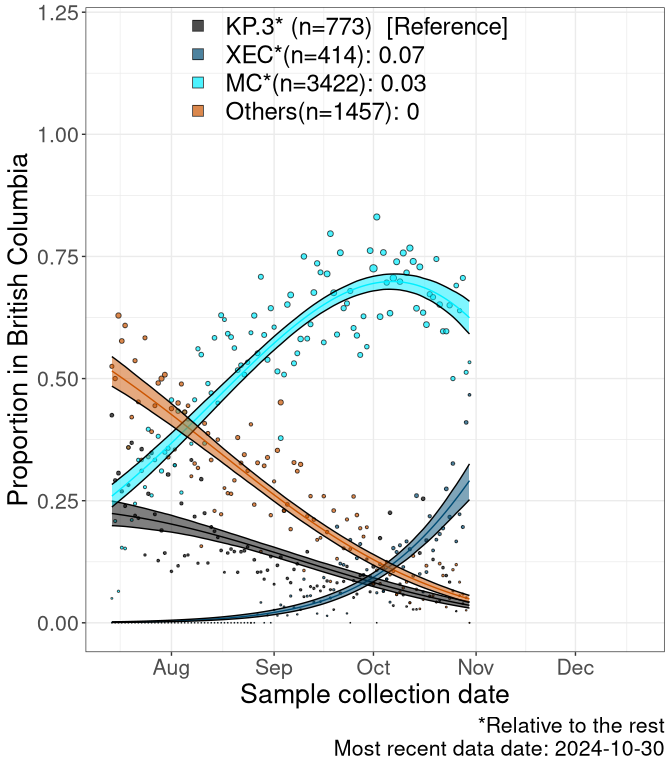 KP.3* (n=773)  [Reference]
XEC*(n=414): 0.07
MC*(n=3422): 0.03
Others(n=1457): 0
Proportion in British Columbia
1.25
1.00
0.75
0.50
0.25
0.00
Aug Sep Oct Nov Dec
Sample collection date
*Relative to the rest
Most recent data date: 2024-10-30